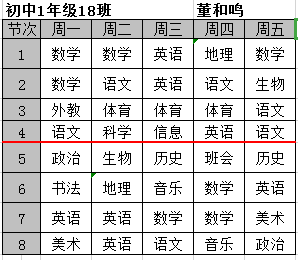 初中1年级18班 董和鸣
节次 周一 周二 周三 周四 周五
1 数学 数学 英语 地理 数学
2 数学 语文 英语 语文 生物
3 外教 体育 体育 体育 语文
4 语文 科学 信息 英语 语文
5 政治 生物 历史 班会 历史
6 书法 地理 音乐 数学 英语
7 英语 英语 数学 数学 美术
8 美术 英语 语文 音乐 政治